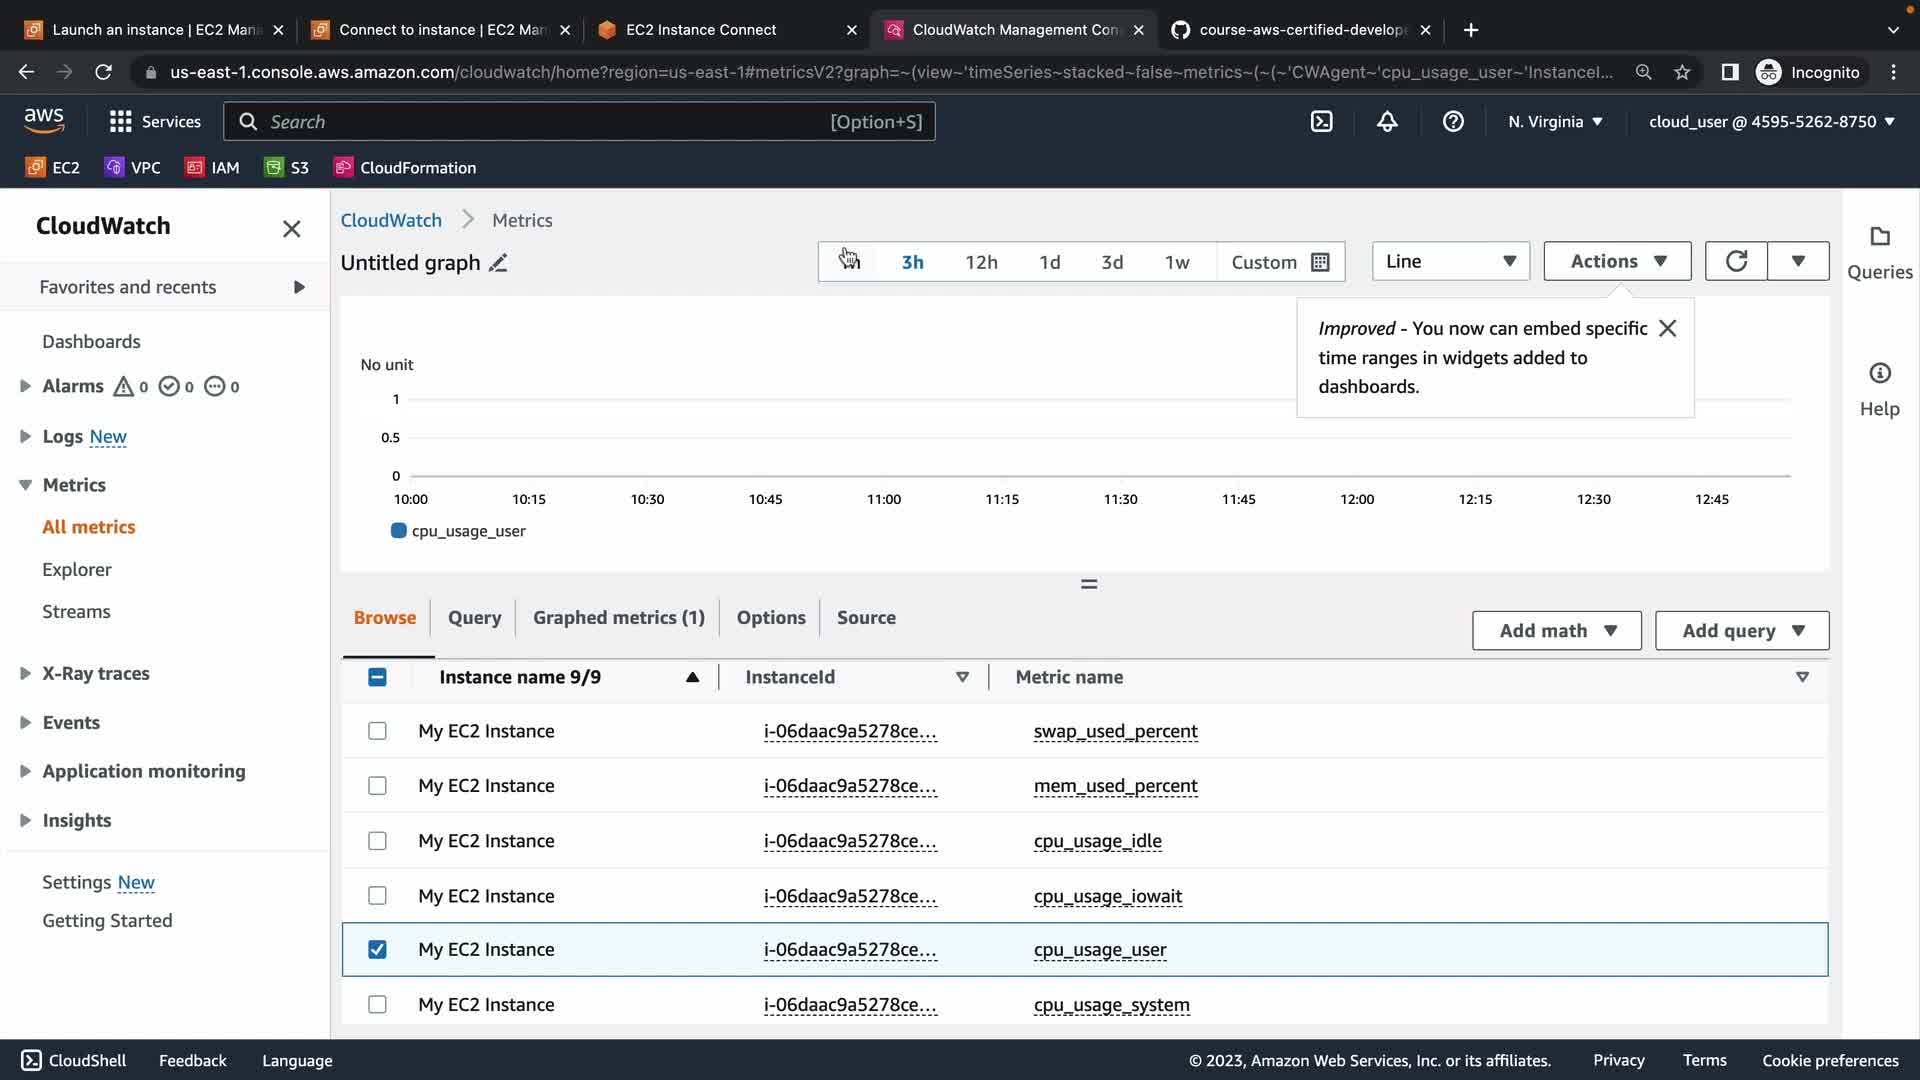 Launch an instance | EC2 Mana
Connect to instance | EC2 Man
EC2 Instance Connect
CloudWatch Management Con
course-aws-certified-develope
us-east-1.console.aws.amazon.com/cloudwatch/home?region=us-east-1#metricsV2?graph=~(view~'timeSeries~stacked~false~metrics~(~(~'CWAgent~'cpu_usage_user~'InstanceI...
Incognito
aws
Services
Search
[Option+S]
N. Virginia
cloud_user @ 4595-5262-8750
EC2
VPC
IAM
S3
CloudFormation
CloudWatch
Favorites and recents
Dashboards
Alarms 0 0 0
Logs New
Metrics
All metrics
Explorer
Streams
X-Ray traces
Events
Application monitoring
Insights
Settings New
Getting Started
CloudWatch > Metrics
Untitled graph
3h 12h 1d 3d 1w Custom
Line
Actions
Improved - You now can embed specific
time ranges in widgets added to
dashboards.
No unit
1
0.5
0
10:00 10:15 10:30 10:45 11:00 11:15 11:30 11:45 12:00 12:15 12:30 12:45
cpu_usage_user
Browse Query Graphed metrics (1) Options Source
Add math
Add query
Instance name 9/9 InstanceId Metric name
My EC2 Instance i-06daac9a5278ce... swap_used_percent
My EC2 Instance i-06daac9a5278ce... mem_used_percent
My EC2 Instance i-06daac9a5278ce... cpu_usage_idle
My EC2 Instance i-06daac9a5278ce... cpu_usage_iowait
My EC2 Instance i-06daac9a5278ce... cpu_usage_user
My EC2 Instance i-06daac9a5278ce... cpu_usage_system
Queries
Help
CloudShell
Feedback
Language
© 2023, Amazon Web Services, Inc. or its affiliates.
Privacy
Terms
Cookie preferences